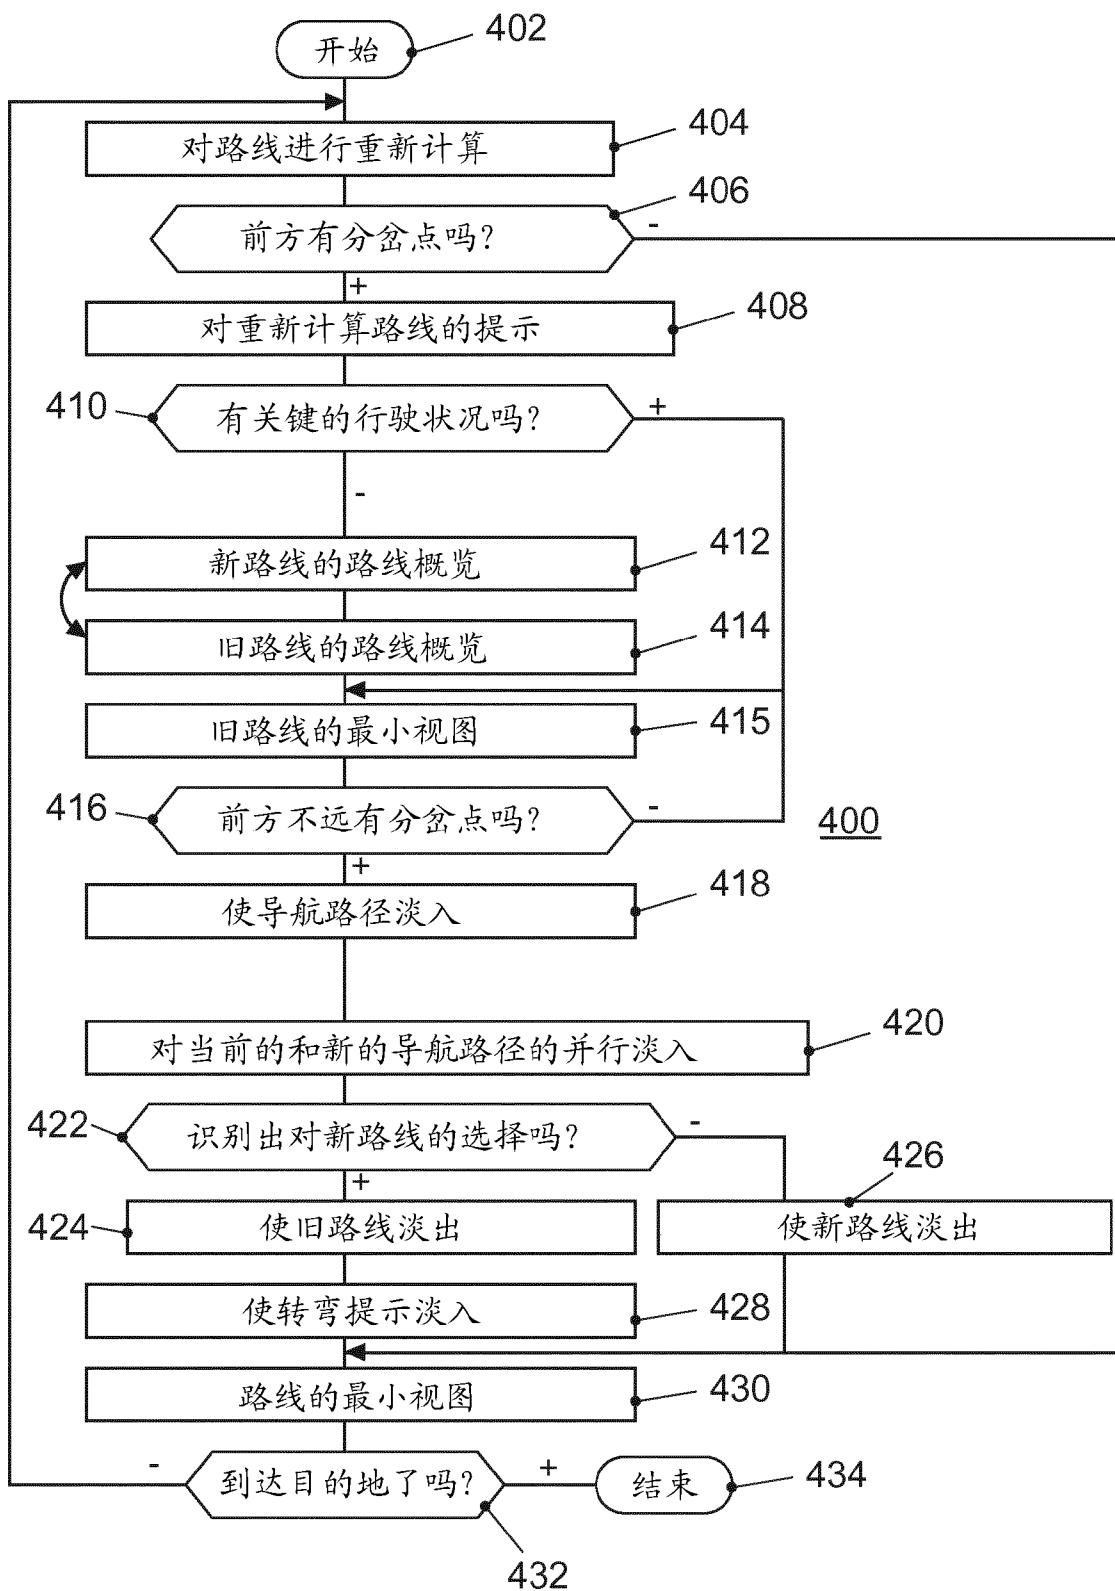 开始
402
对路线进行重新计算
404
406
前方有分岔点吗?
-
+
对重新计算路线的提示
408
410
有关键的行驶状况吗?
+
-
新路线的路线概览
412
旧路线的路线概览
414
旧路线的最小视图
415
416
前方不远有分岔点吗?
-
400
+
使导航路径淡入
418
对当前的和新的导航路径的并行淡入
420
422
识别出对新路线的选择吗?
-
426
+
424
使旧路线淡出
使新路线淡出
使转弯提示淡入
428
路线的最小视图
430
-
到达目的地了吗?
+
结束
434
432